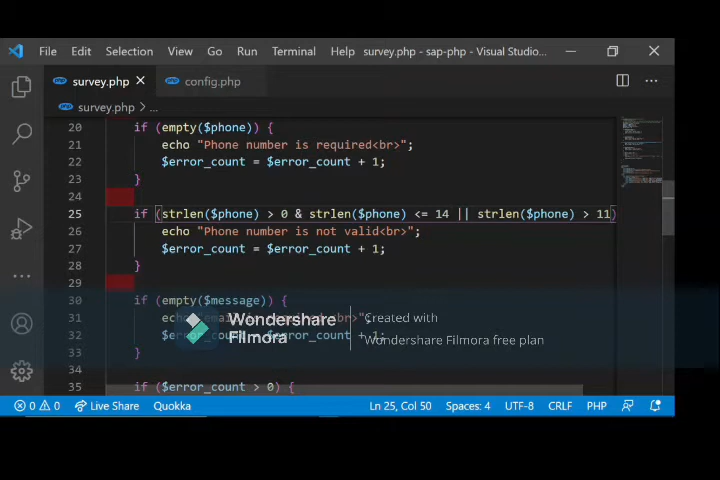 File Edit Selection View Go Run Terminal Help survey.php - sap-php - Visual Studio...
survey.php config.php
survey.php > ...
20 if (empty($phone)) {
21 echo "Phone number is required<br>";
22 $error_count = $error_count + 1;
23 }
24
25 if (strlen($phone) > 0 & strlen($phone) <= 14 || strlen($phone) > 11)
26 echo "Phone number is not valid<br>";
27 $error_count = $error_count + 1;
28 }
29
30 if (empty($message)) {
31 <br>";
32 + 1;
33 }
34
35 if ($error_count > 0) {
Wondershare
Filmora
Created with
Wondershare Filmora free plan
0 0 Live Share Quokka Ln 25, Col 50 Spaces: 4 UTF-8 CRLF PHP